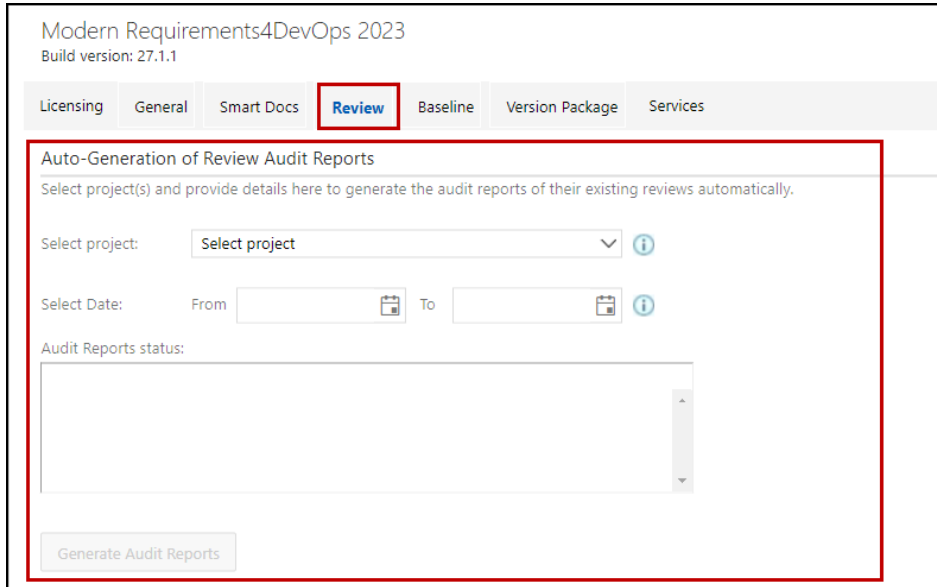 Modern Requirements4DevOps 2023
Build version: 27.1.1
Licensing General Smart Docs Review Baseline Version Package Services
Auto-Generation of Review Audit Reports
Select project(s) and provide details here to generate the audit reports of their existing reviews automatically.
Select project: Select project
Select Date: From To
Audit Reports status:
Generate Audit Reports